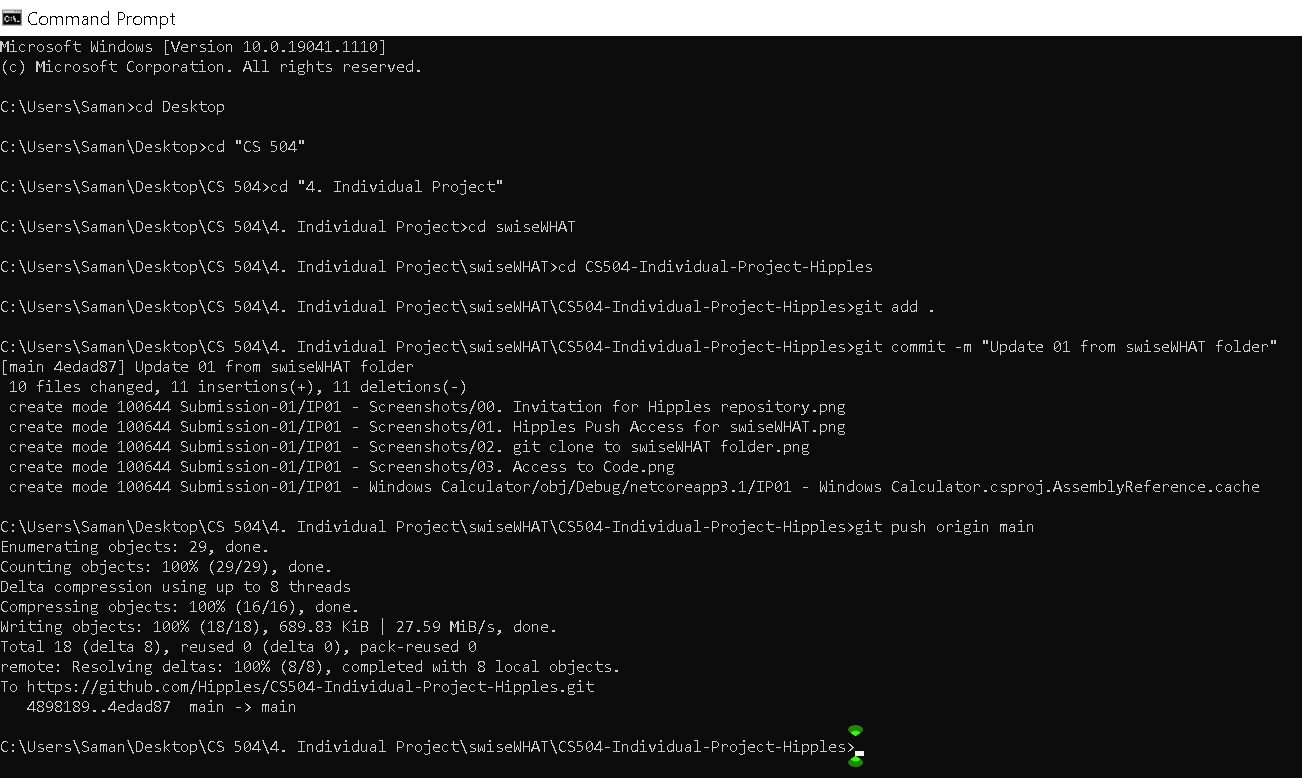 Command Prompt
Microsoft Windows [Version 10.0.19041.1110]
(c) Microsoft Corporation. All rights reserved.
C:\Users\Saman>cd Desktop
C:\Users\Saman\Desktop>cd "CS 504"
C:\Users\Saman\Desktop\CS 504>cd "4. Individual Project"
C:\Users\Saman\Desktop\CS 504\4. Individual Project>cd swiseWHAT
C:\Users\Saman\Desktop\CS 504\4. Individual Project\swiseWHAT>cd CS504-Individual-Project-Hipples
C:\Users\Saman\Desktop\CS 504\4. Individual Project\swiseWHAT\CS504-Individual-Project-Hipples>git add .
C:\Users\Saman\Desktop\CS 504\4. Individual Project\swiseWHAT\CS504-Individual-Project-Hipples>git commit -m "Update 01 from swiseWHAT folder"
[main 4edad87] Update 01 from swiseWHAT folder
 10 files changed, 11 insertions(+), 11 deletions(-)
 create mode 100644 Submission-01/IP01 - Screenshots/00. Invitation for Hipples repository.png
 create mode 100644 Submission-01/IP01 - Screenshots/01. Hipples Push Access for swiseWHAT.png
 create mode 100644 Submission-01/IP01 - Screenshots/02. git clone to swiseWHAT folder.png
 create mode 100644 Submission-01/IP01 - Screenshots/03. Access to Code.png
 create mode 100644 Submission-01/IP01 - Windows Calculator/obj/Debug/netcoreapp3.1/IP01 - Windows Calculator.csproj.AssemblyReference.cache
C:\Users\Saman\Desktop\CS 504\4. Individual Project\swiseWHAT\CS504-Individual-Project-Hipples>git push origin main
Enumerating objects: 29, done.
Counting objects: 100% (29/29), done.
Delta compression using up to 8 threads
Compressing objects: 100% (16/16), done.
Writing objects: 100% (18/18), 689.83 KiB | 27.59 MiB/s, done.
Total 18 (delta 8), reused 0 (delta 0), pack-reused 0
remote: Resolving deltas: 100% (8/8), completed with 8 local objects.
To https://github.com/Hipples/CS504-Individual-Project-Hipples.git
   4898189..4edad87  main -> main
C:\Users\Saman\Desktop\CS 504\4. Individual Project\swiseWHAT\CS504-Individual-Project-Hipples>